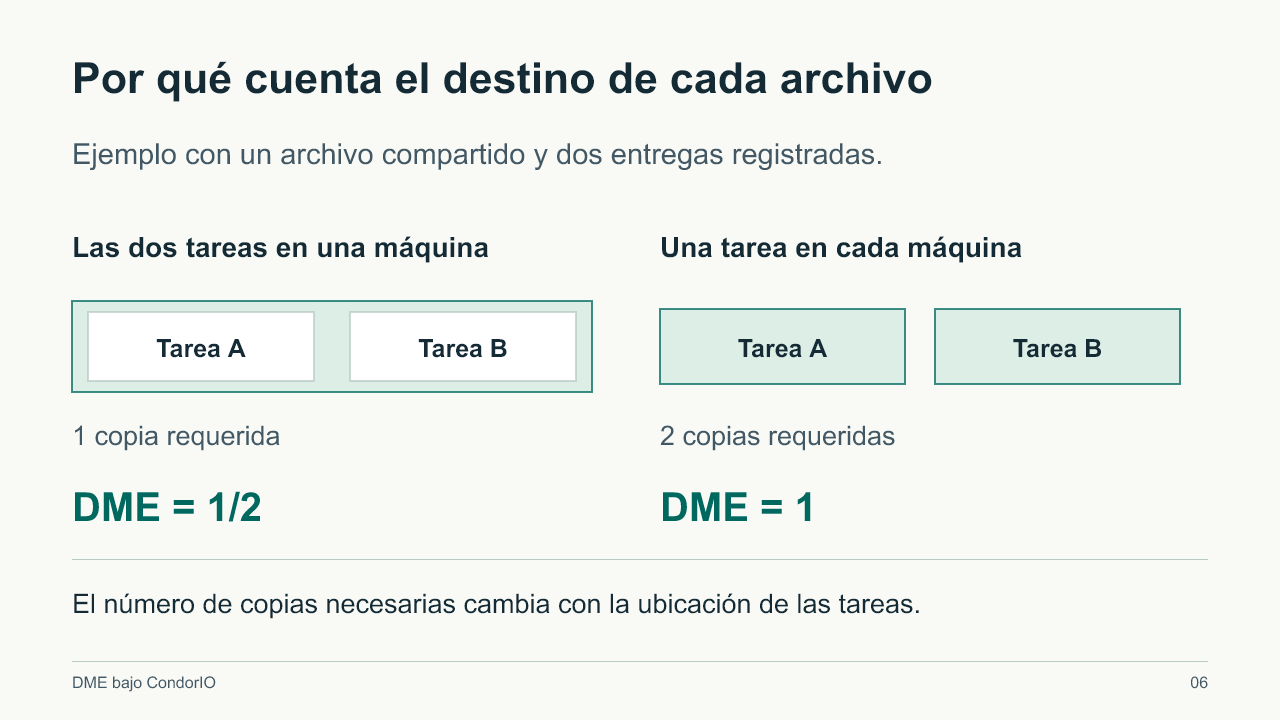 Por qué cuenta el destino de cada archivo
Ejemplo con un archivo compartido y dos entregas registradas.
Las dos tareas en una máquina
Tarea A
Tarea B
1 copia requerida
DME = 1/2
Una tarea en cada máquina
Tarea A
Tarea B
2 copias requeridas
DME = 1
El número de copias necesarias cambia con la ubicación de las tareas.
DME bajo CondorIO
06